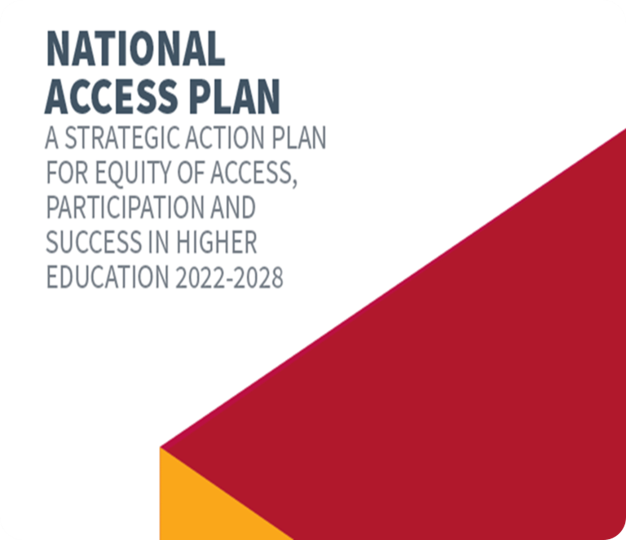 NATIONAL
ACCESS PLAN
A STRATEGIC ACTION PLAN
FOR EQUITY OF ACCESS,
PARTICIPATION AND
SUCCESS IN HIGHER
EDUCATION 2022-2028